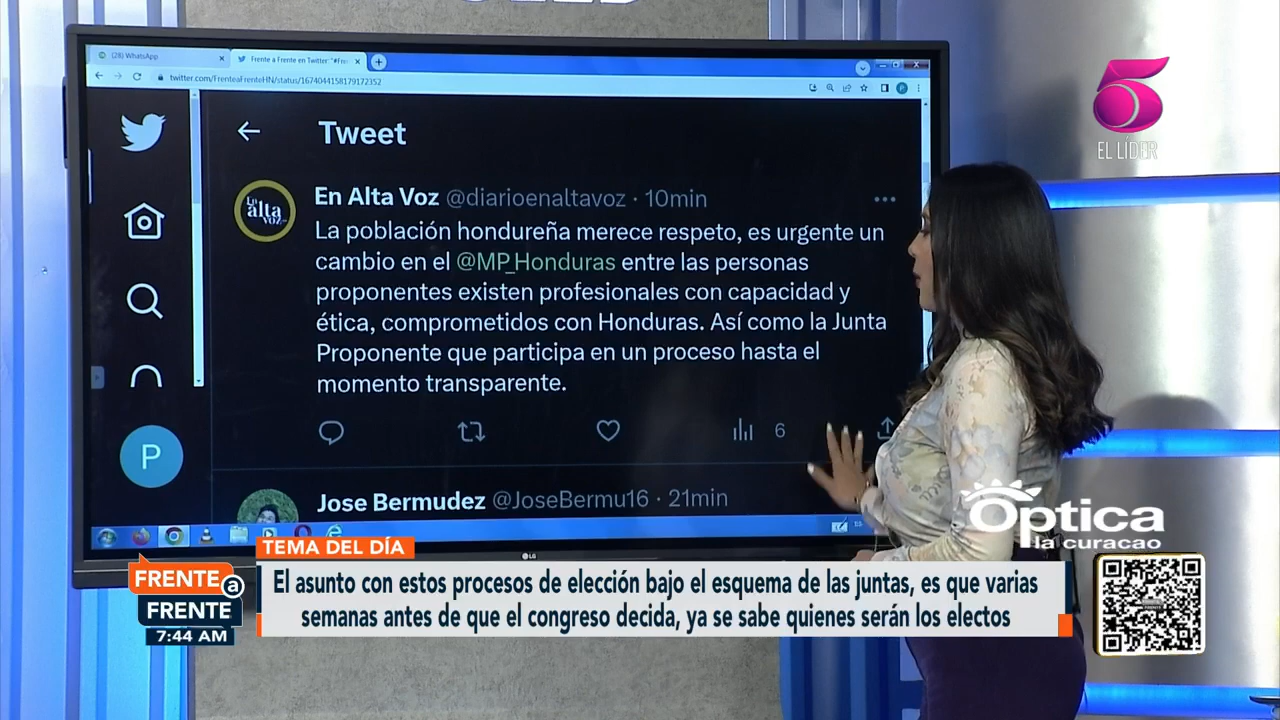 (28) WhatsApp
Frente a Frente en Twitter: "#Fre
twitter.com/FrenteaFrenteHN/status/1674044158179172352
5
EL LÍDER
Tweet
En Alta Voz @diarioenaltavoz · 10min
La población hondureña merece respeto, es urgente un
cambio en el @MP_Honduras entre las personas
proponentes existen profesionales con capacidad y
ética, comprometidos con Honduras. Así como la Junta
Proponente que participa en un proceso hasta el
momento transparente.
6
P
Jose Bermudez @JoseBermu16 · 21min
LG
Óptica
la curacao
TEMA DEL DÍA
FRENTE a
FRENTE
7:44 AM
El asunto con estos procesos de elección bajo el esquema de las juntas, es que varias
semanas antes de que el congreso decida, ya se sabe quienes serán los electos